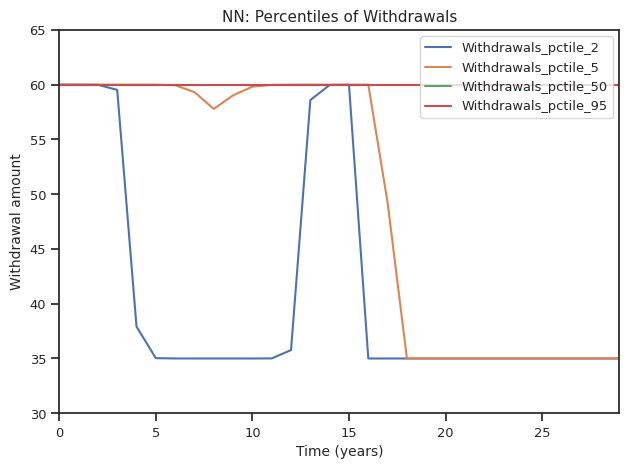 NN: Percentiles of Withdrawals
Withdrawals_pctile_2
Withdrawals_pctile_5
Withdrawals_pctile_50
Withdrawals_pctile_95
Withdrawal amount
65
60
55
50
45
40
35
30
0 5 10 15 20 25
Time (years)